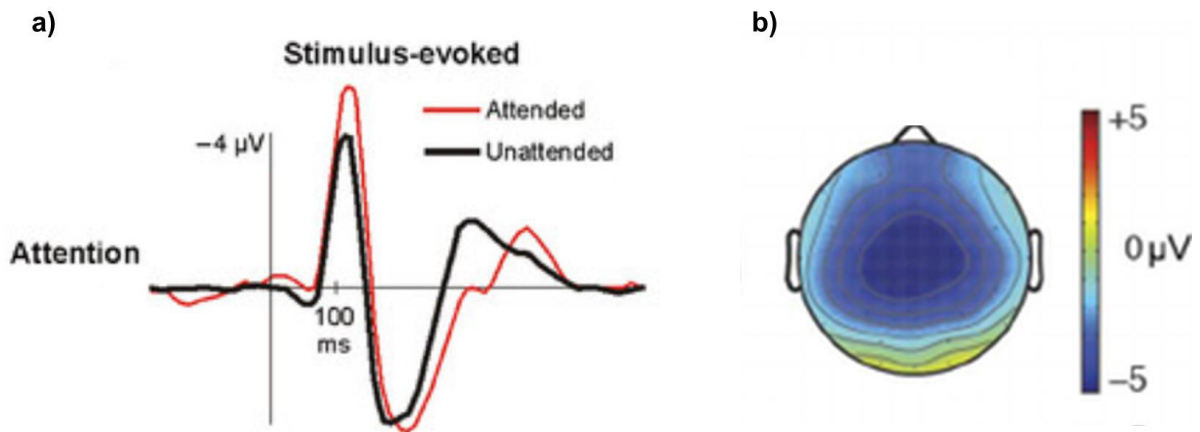 a)
b)
Stimulus-evoked
Attended
Unattended
−4 µV
Attention
100
ms
+5
0 µV
−5